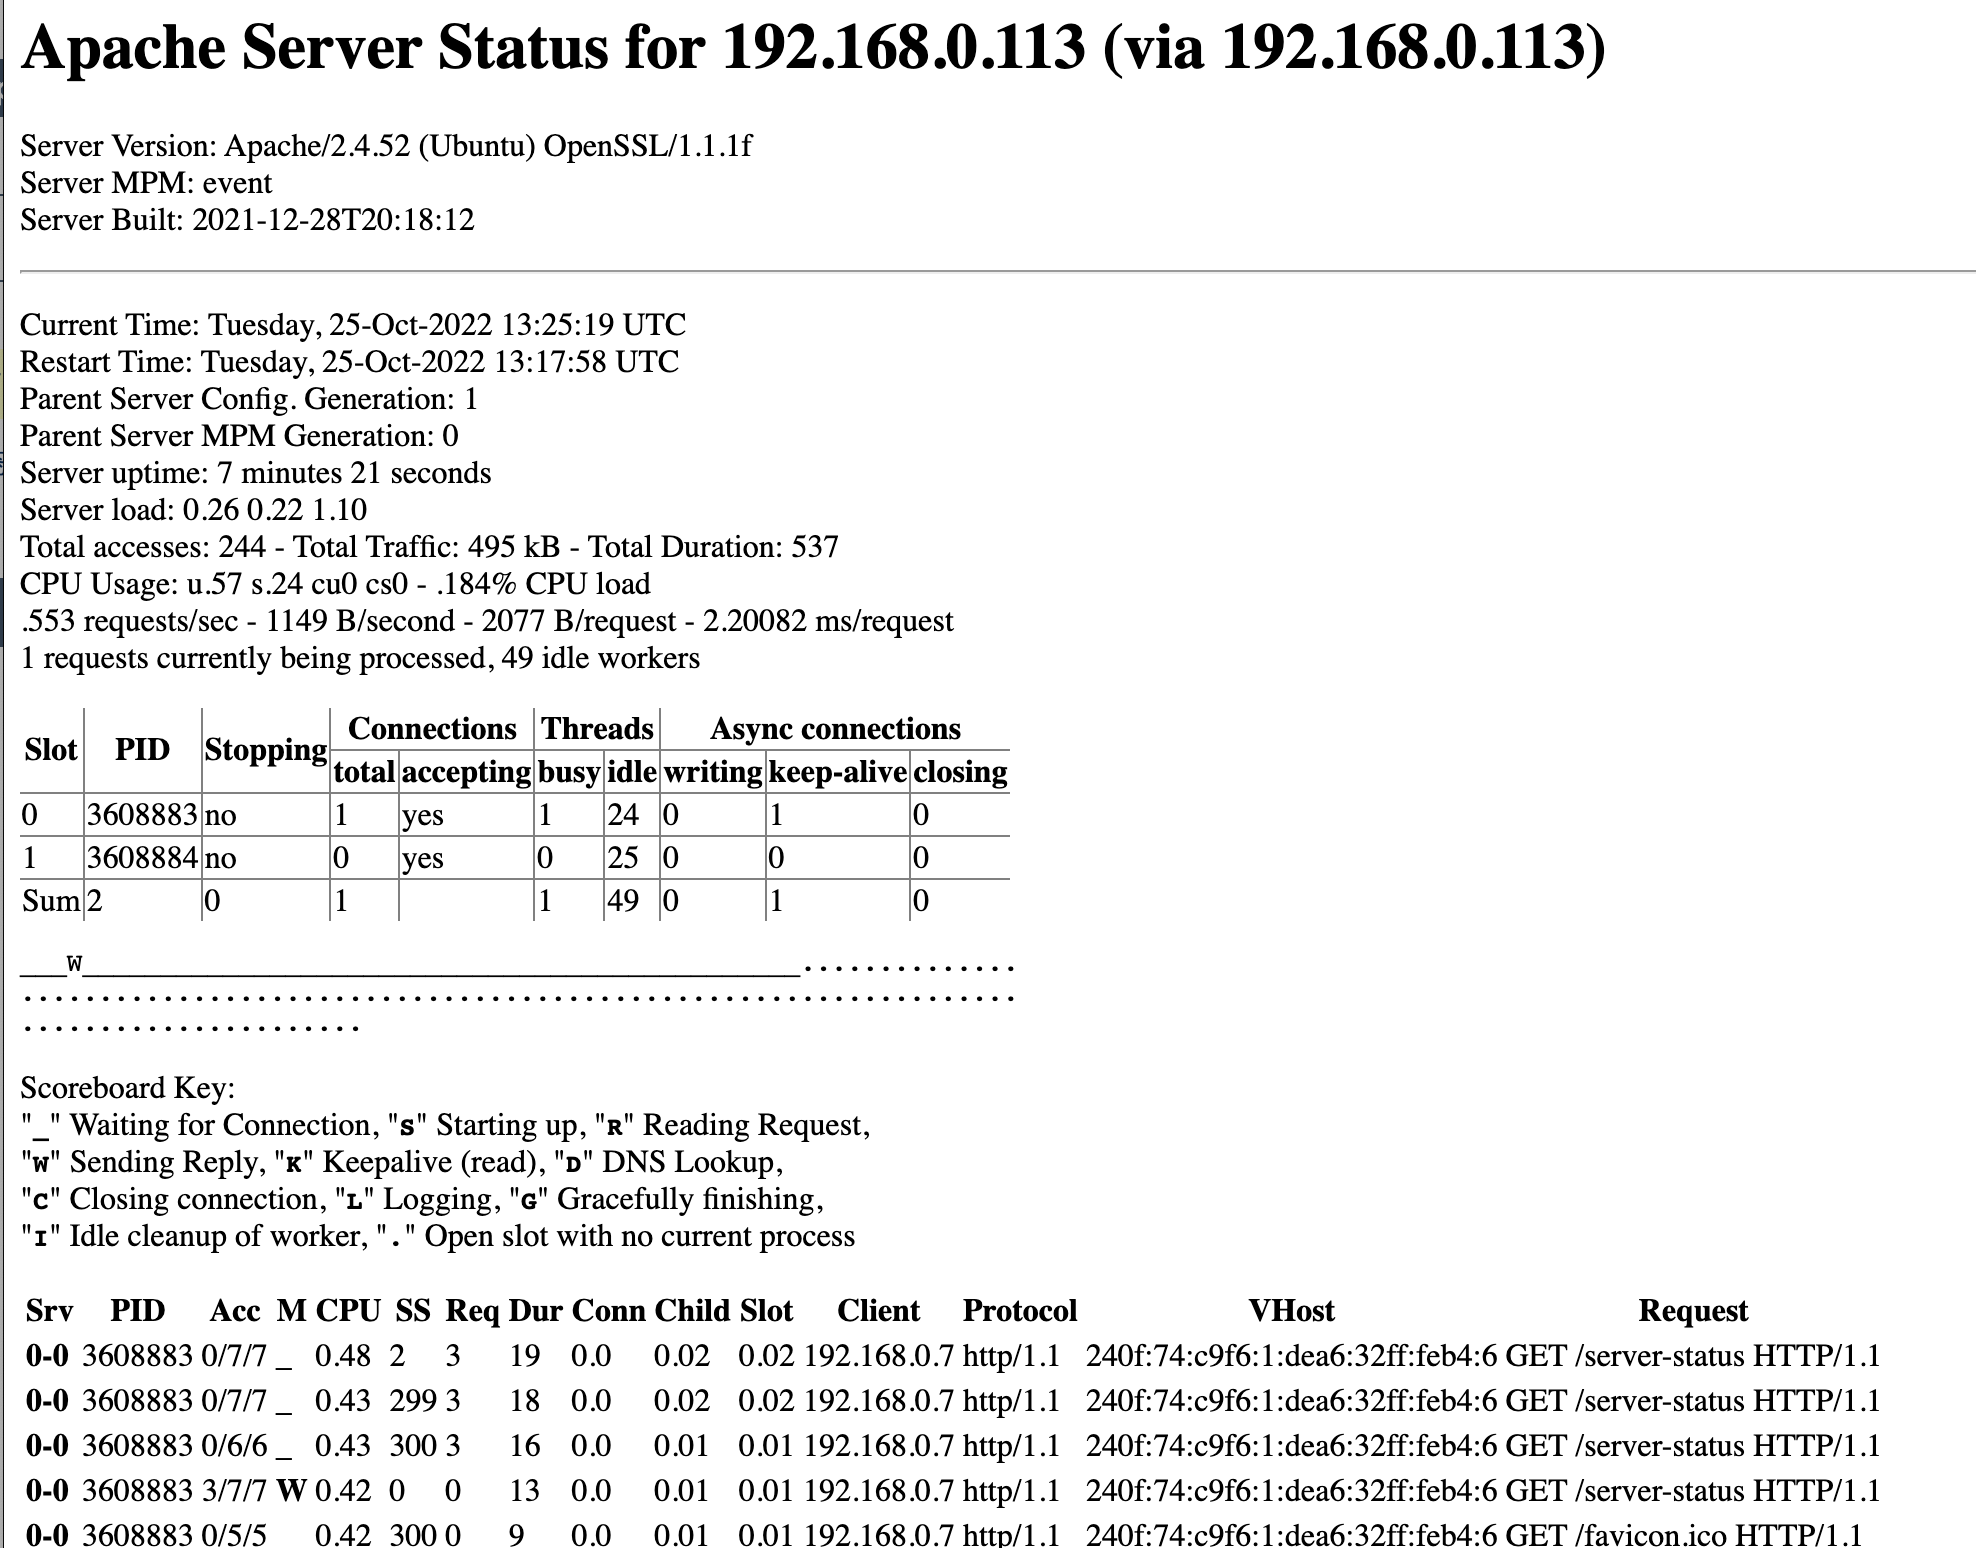 Apache Server Status for 192.168.0.113 (via 192.168.0.113)
Server Version: Apache/2.4.52 (Ubuntu) OpenSSL/1.1.1f
Server MPM: event
Server Built: 2021-12-28T20:18:12
Current Time: Tuesday, 25-Oct-2022 13:25:19 UTC
Restart Time: Tuesday, 25-Oct-2022 13:17:58 UTC
Parent Server Config. Generation: 1
Parent Server MPM Generation: 0
Server uptime: 7 minutes 21 seconds
Server load: 0.26 0.22 1.10
Total accesses: 244 - Total Traffic: 495 kB - Total Duration: 537
CPU Usage: u.57 s.24 cu0 cs0 - .184% CPU load
.553 requests/sec - 1149 B/second - 2077 B/request - 2.20082 ms/request
1 requests currently being processed, 49 idle workers
Slot PID Stopping Connections Threads Async connections
total accepting busy idle writing keep-alive closing
0 3608883 no 1 yes 1 24 0 1 0
1 3608884 no 0 yes 0 25 0 0 0
Sum 2 0 1 1 49 0 1 0
___W______________________________________________..............
................................................................
......................
Scoreboard Key:
"_" Waiting for Connection, "S" Starting up, "R" Reading Request,
"W" Sending Reply, "K" Keepalive (read), "D" DNS Lookup,
"C" Closing connection, "L" Logging, "G" Gracefully finishing,
"I" Idle cleanup of worker, "." Open slot with no current process
Srv PID Acc M CPU SS Req Dur Conn Child Slot Client Protocol VHost Request
0-0 3608883 0/7/7 _ 0.48 2 3 19 0.0 0.02 0.02 192.168.0.7 http/1.1 240f:74:c9f6:1:dea6:32ff:feb4:6 GET /server-status HTTP/1.1
0-0 3608883 0/7/7 _ 0.43 299 3 18 0.0 0.02 0.02 192.168.0.7 http/1.1 240f:74:c9f6:1:dea6:32ff:feb4:6 GET /server-status HTTP/1.1
0-0 3608883 0/6/6 _ 0.43 300 3 16 0.0 0.01 0.01 192.168.0.7 http/1.1 240f:74:c9f6:1:dea6:32ff:feb4:6 GET /server-status HTTP/1.1
0-0 3608883 3/7/7 W 0.42 0 0 13 0.0 0.01 0.01 192.168.0.7 http/1.1 240f:74:c9f6:1:dea6:32ff:feb4:6 GET /server-status HTTP/1.1
0-0 3608883 0/5/5 0.42 300 0 9 0.0 0.01 0.01 192.168.0.7 http/1.1 240f:74:c9f6:1:dea6:32ff:feb4:6 GET /favicon.ico HTTP/1.1